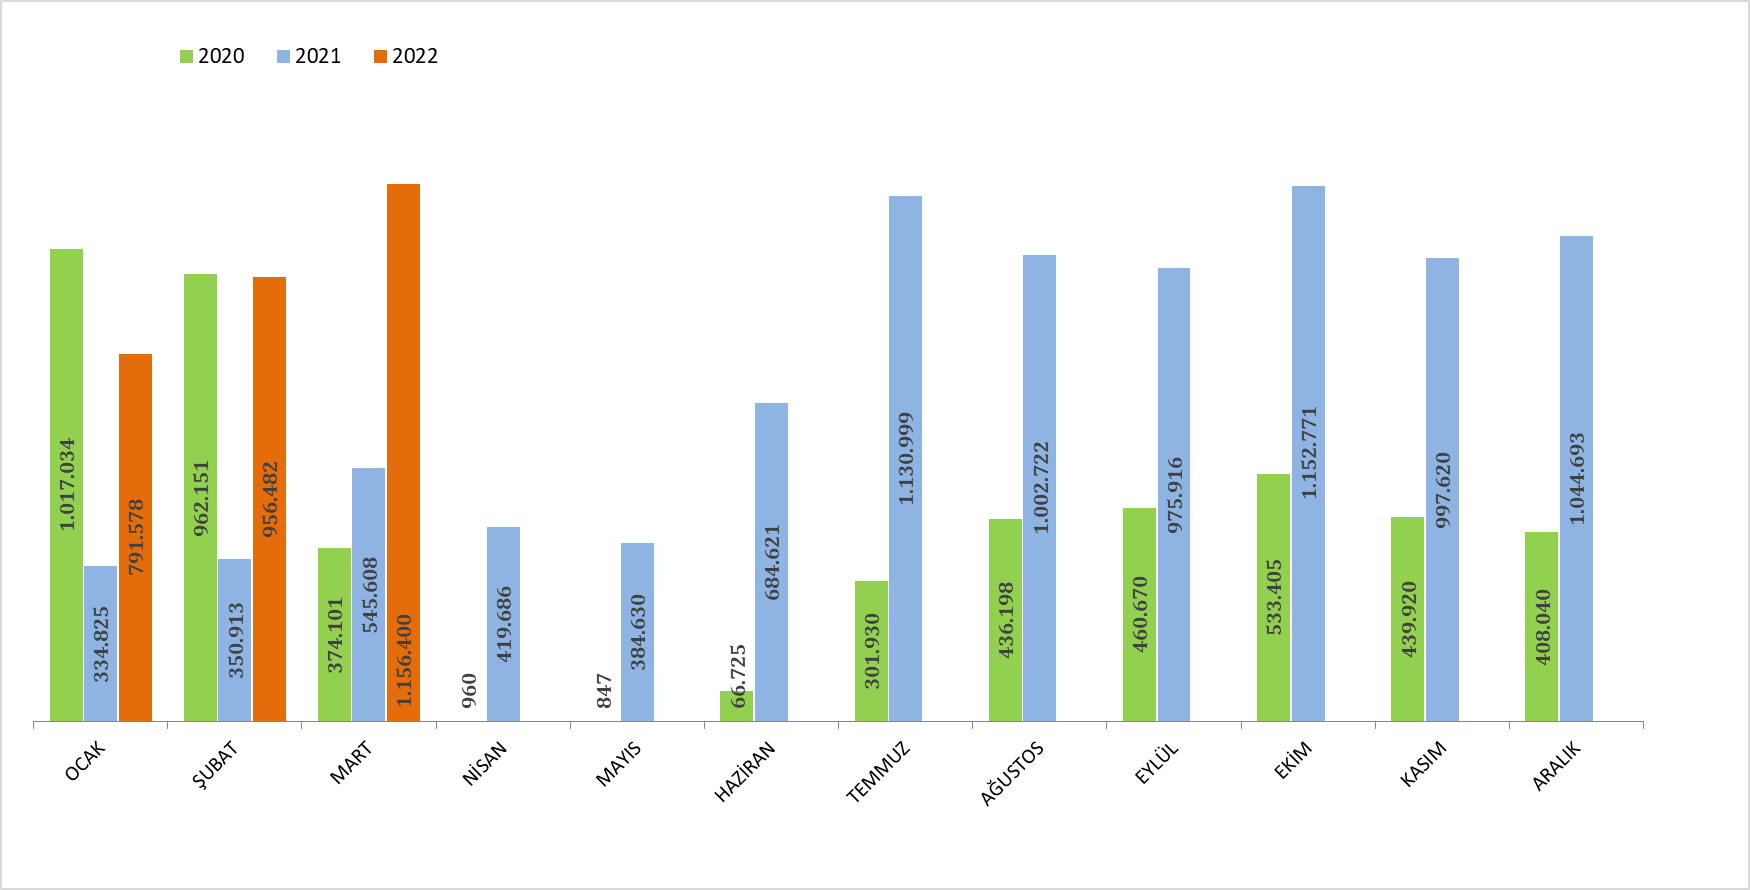 2020 2021 2022
1.017.034 334.825 791.578
962.151 350.913 956.482
374.101 545.608 1.156.400
960 419.686
847 384.630
66.725 684.621
301.930 1.130.999
436.198 1.002.722
460.670 975.916
533.405 1.152.771
439.920 997.620
408.040 1.044.693
OCAK ŞUBAT MART NİSAN MAYIS HAZİRAN TEMMUZ AĞUSTOS EYLÜL EKİM KASIM ARALIK